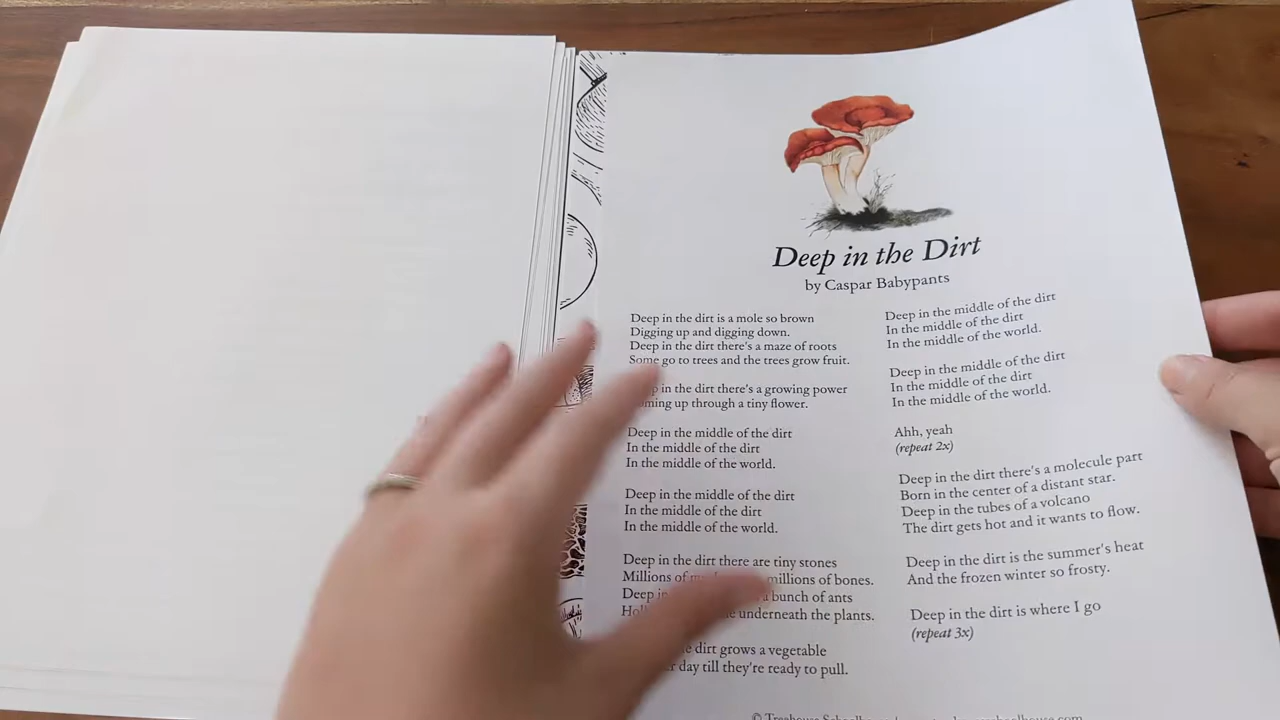 Deep in the Dirt
by Caspar Babypants
Deep in the dirt is a mole so brown
Digging up and digging down.
Deep in the dirt there's a maze of roots
Some go to trees and the trees grow fruit.
in the dirt there's a growing power
up through a tiny flower.
Deep in the middle of the dirt
In the middle of the dirt
In the middle of the world.
Deep in the middle of the dirt
In the middle of the dirt
In the middle of the world.
Deep in the dirt there are tiny stones
Millions of millions of bones.
Deep a bunch of ants
underneath the plants.
dirt grows a vegetable
day till they're ready to pull.
Deep in the middle of the dirt
In the middle of the dirt
In the middle of the world.
Deep in the middle of the dirt
In the middle of the dirt
In the middle of the world.
Ahh, yeah
(repeat 2x)
Deep in the dirt there's a molecule part
Born in the center of a distant star.
Deep in the tubes of a volcano
The dirt gets hot and it wants to flow.
Deep in the dirt is the summer's heat
And the frozen winter so frosty.
Deep in the dirt is where I go
(repeat 3x)
© Treehouse